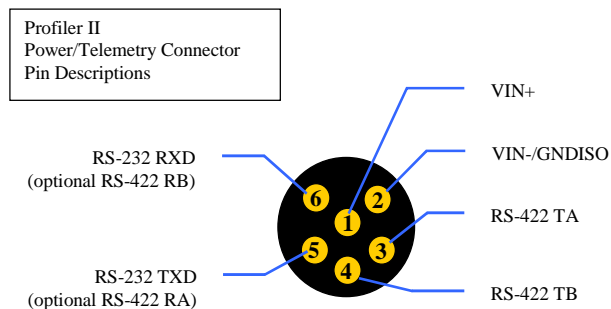 Profiler II
Power/Telemetry Connector
Pin Descriptions
VIN+
VIN-/GNDISO
RS-422 TA
RS-422 TB
RS-232 RXD
(optional RS-422 RB)
RS-232 TXD
(optional RS-422 RA)
6
2
1
5
3
4